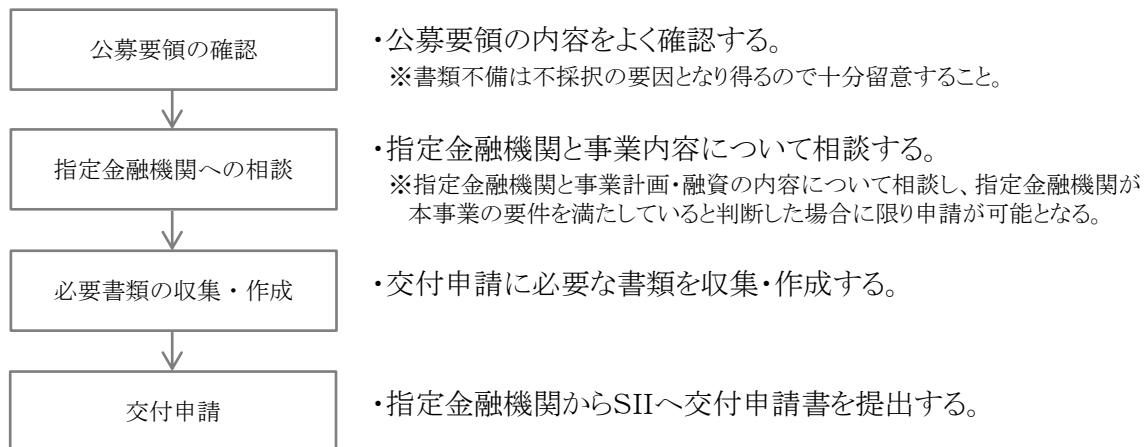 公募要領の確認
・公募要領の内容をよく確認する。
※書類不備は不採択の要因となり得るので十分留意すること。
指定金融機関への相談
・指定金融機関と事業内容について相談する。
※指定金融機関と事業計画・融資の内容について相談し、指定金融機関が
本事業の要件を満たしていると判断した場合に限り申請が可能となる。
必要書類の収集・作成
・交付申請に必要な書類を収集・作成する。
交付申請
・指定金融機関からSIIへ交付申請書を提出する。